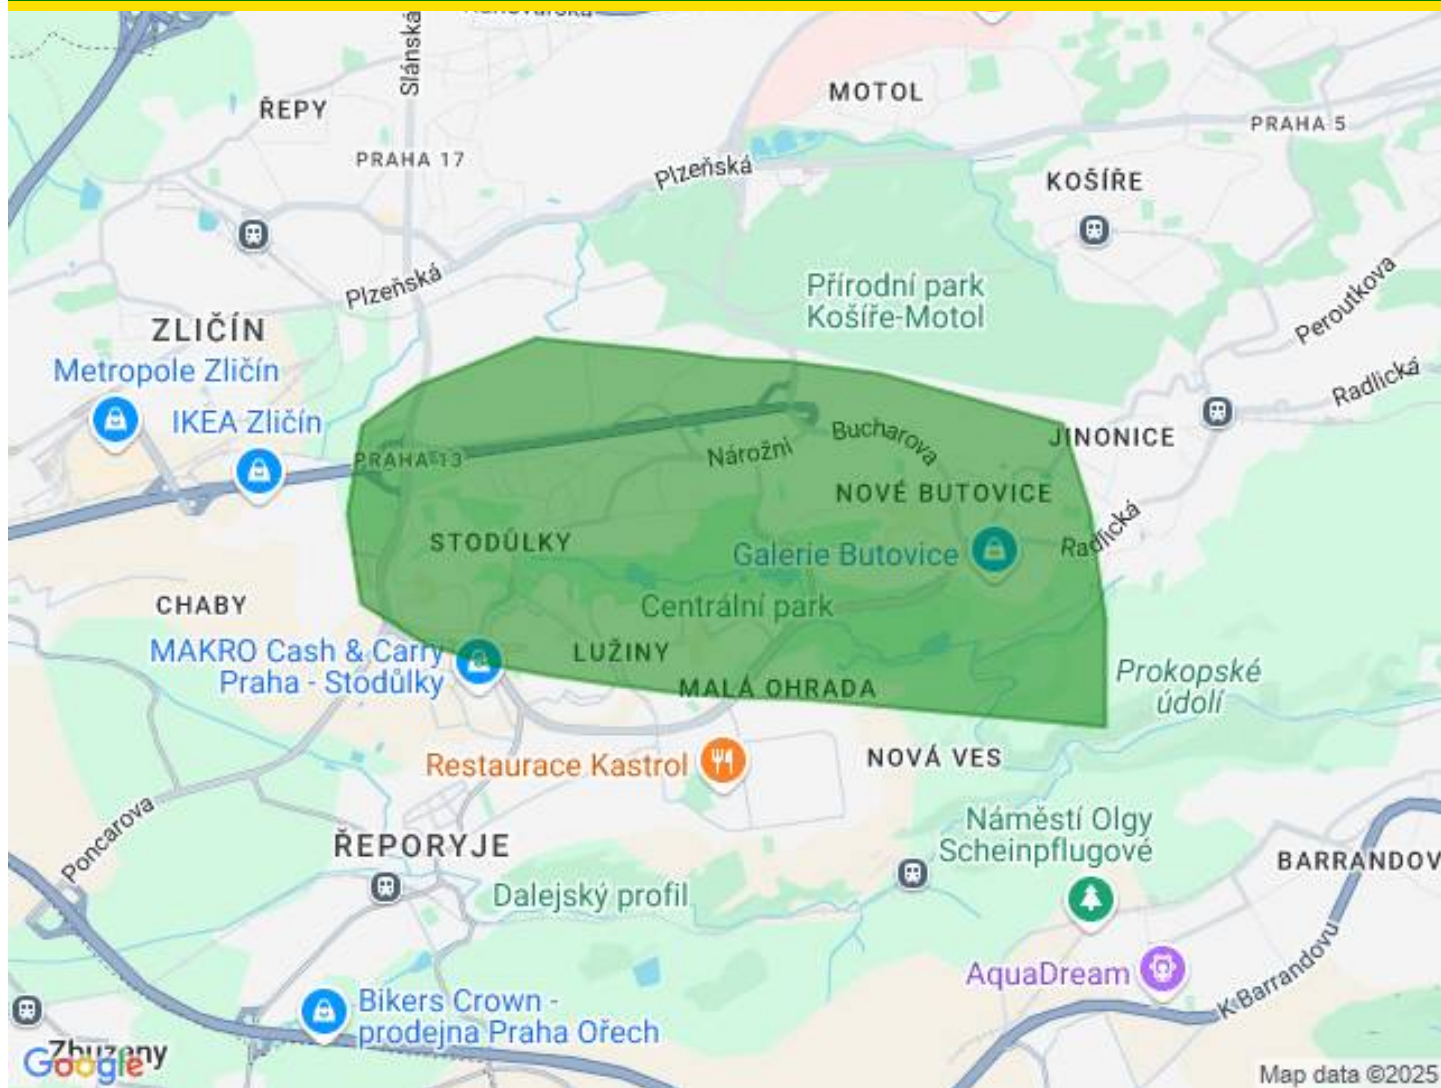 Slánská
ŘEPY
MOTOL
PRAHA 5
PRAHA 17
Plzeňská
KOŠÍŘE
Plzeňská
Přírodní park
Košíře-Motol
Peroutkova
ZLIČÍN
Metropole Zličín
Radlická
IKEA Zličín
Bucharova
JINONICE
Nárožní
PRAHA 13
NOVÉ BUTOVICE
STODŮLKY
Radlická
Galerie Butovice
CHABY
Centrální park
MAKRO Cash & Carry
Praha - Stodůlky
LUŽINY
Prokopské
údolí
MALÁ OHRADA
Restaurace Kastrol
NOVÁ VES
Poncarova
Náměstí Olgy
Scheinpflugové
ŘEPORYJE
BARRANDOV
Dalejský profil
AquaDream
K Barrandovu
Bikers Crown -
prodejna Praha Ořech
Zbuzany
Google
Map data ©2025